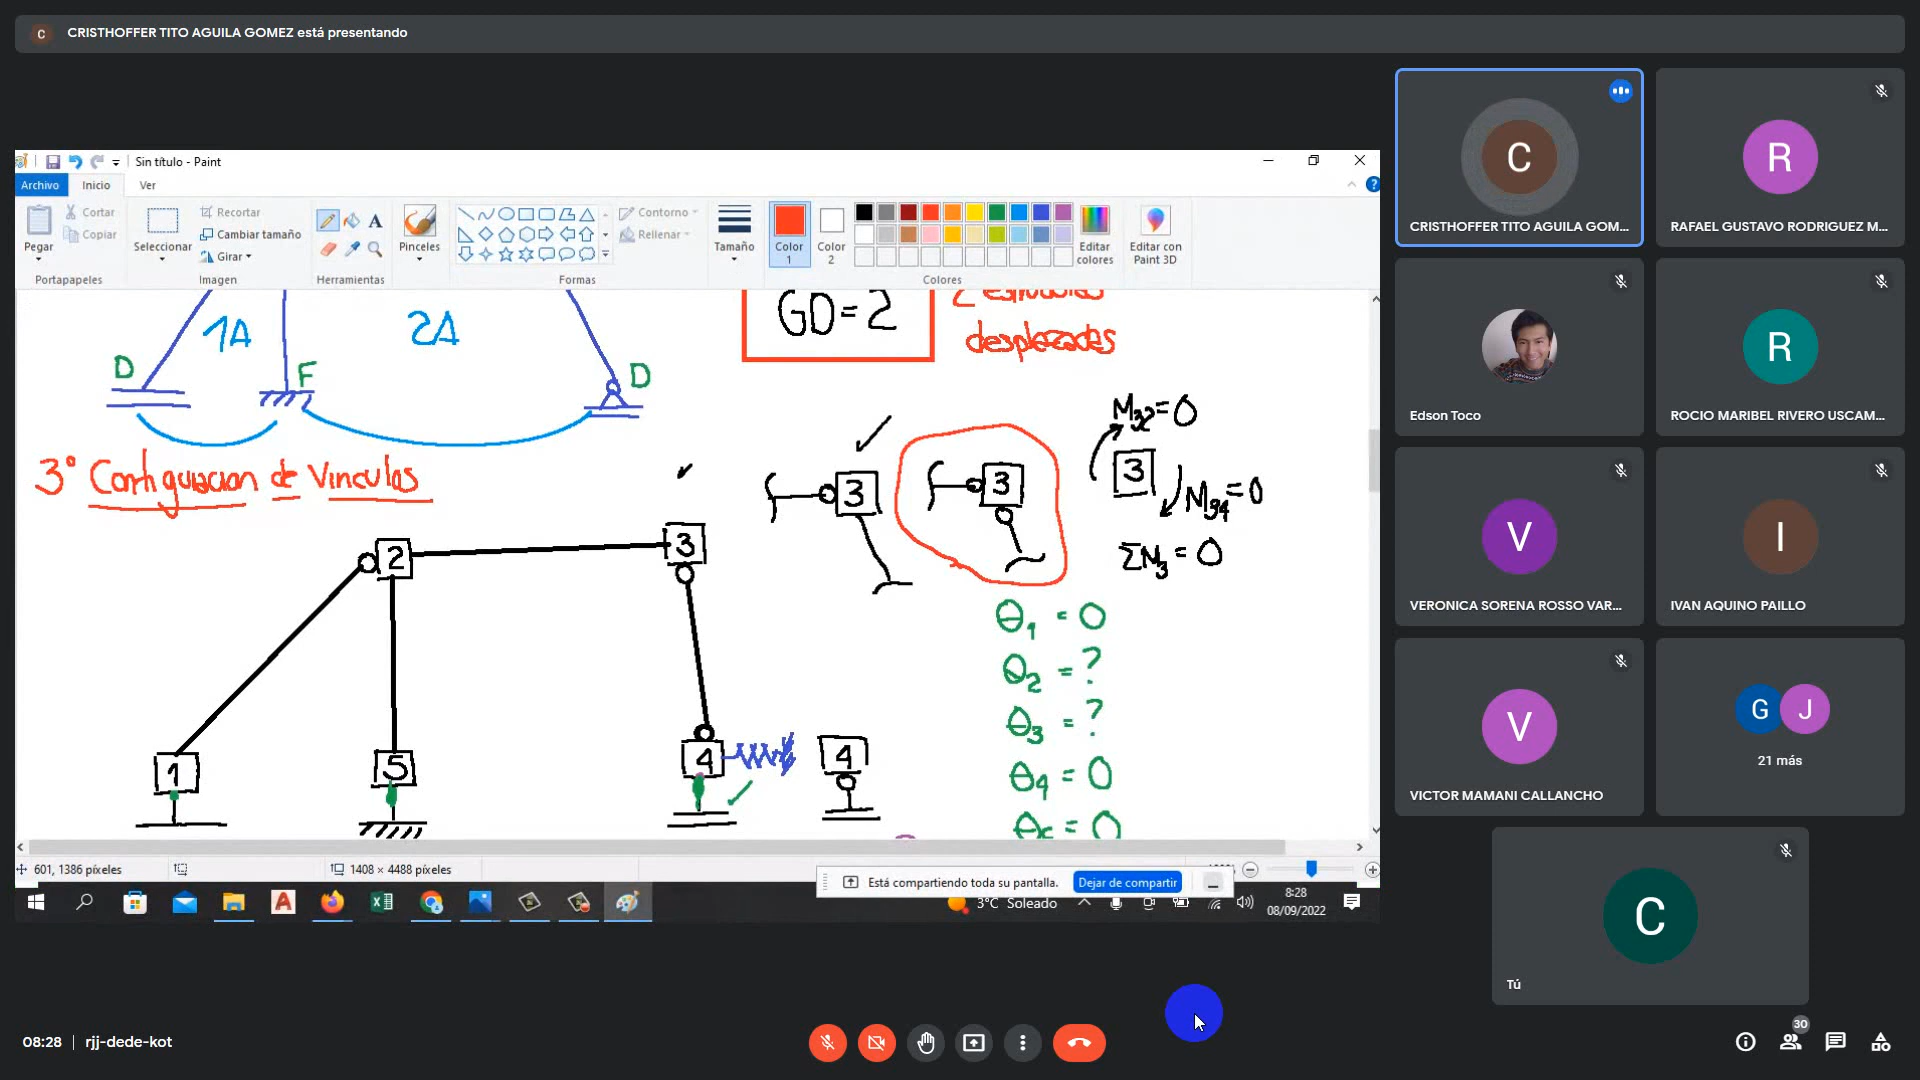 C CRISTHOFFER TITO AGUILA GOMEZ está presentando
Sin título - Paint
Archivo Inicio Ver
Pegar
Cortar
Copiar
Portapapeles
Seleccionar
Recortar
Cambiar tamaño
Girar
Imagen
Herramientas
Pinceles
Formas
Contorno
Rellenar
Tamaño
Color 1
Color 2
Editar colores
Editar con Paint 3D
Colores
1A 2A
D F D
GD=2
desplezades
3° Configuracion de Vinculos
3
3
M32=0
3
M34=0
ΣM3=0
2 3
1 5 4 4
θ1 = 0
θ2 = ?
θ3 = ?
θ4 = 0
601, 1386 píxeles
1408 × 4488 píxeles
Está compartiendo toda su pantalla.
Dejar de compartir
3°C Soleado
8:28
08/09/2022
C
CRISTHOFFER TITO AGUILA GOM...
R
RAFAEL GUSTAVO RODRIGUEZ M...
Edson Toco
R
ROCIO MARIBEL RIVERO USCAM...
V
VERONICA SORENA ROSSO VAR...
I
IVAN AQUINO PAILLO
V
VICTOR MAMANI CALLANCHO
G J
21 más
C
Tú
08:28 | rjj-dede-kot
30